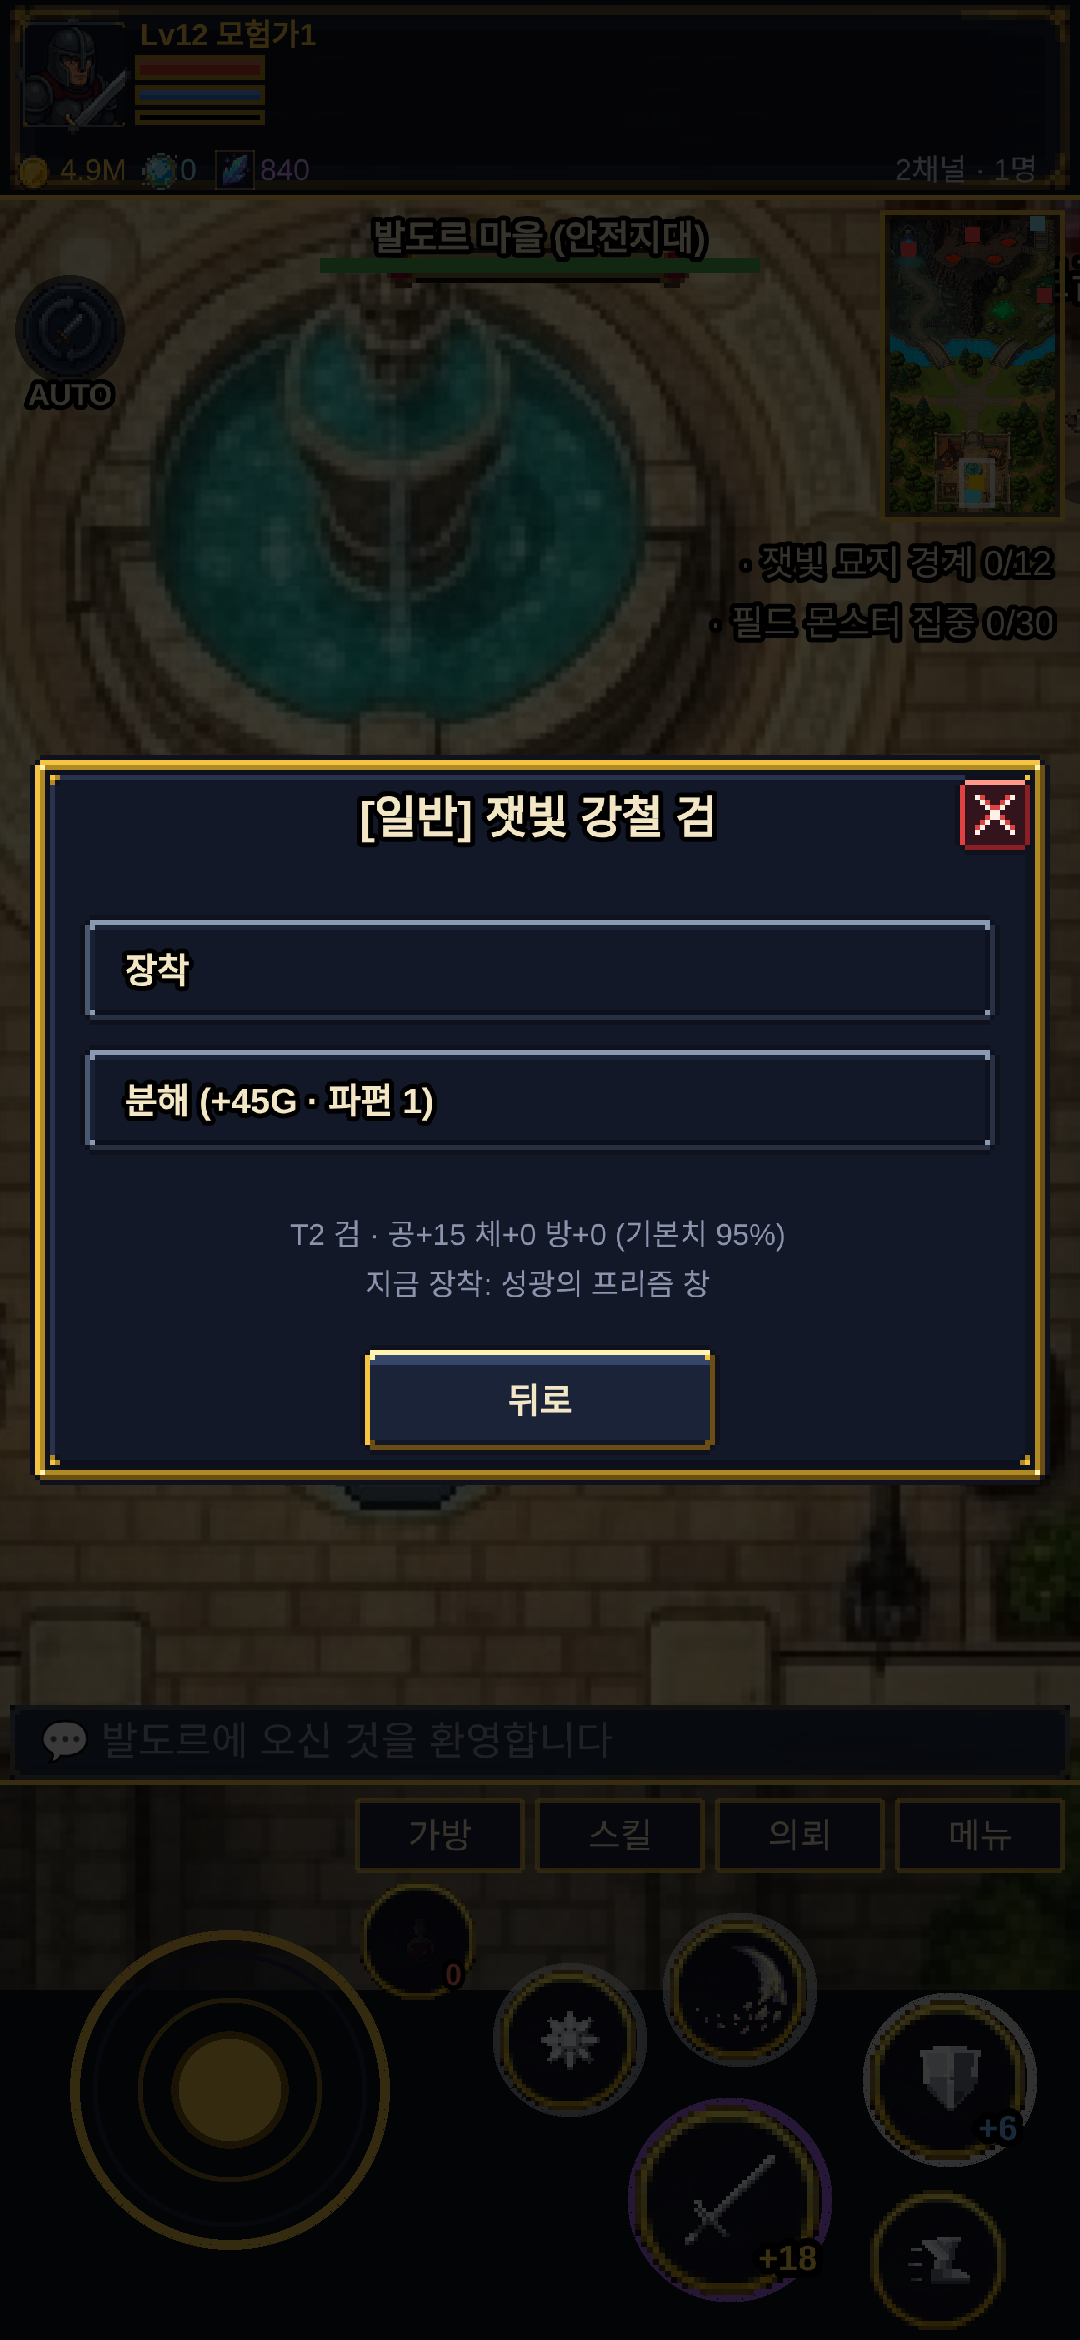 Lv12 모험가1
4.9M 0 840 2채널 · 1명
발도르 마을 (안전지대)
AUTO
· 잿빛 묘지 경계 0/12
· 필드 몬스터 집중 0/30
[일반] 잿빛 강철 검
장착
분해 (+45G · 파편 1)
T2 검 · 공+15 체+0 방+0 (기본치 95%)
지금 장착: 성광의 프리즘 창
뒤로
발도르에 오신 것을 환영합니다
가방 스킬 의뢰 메뉴
0
+6
+18